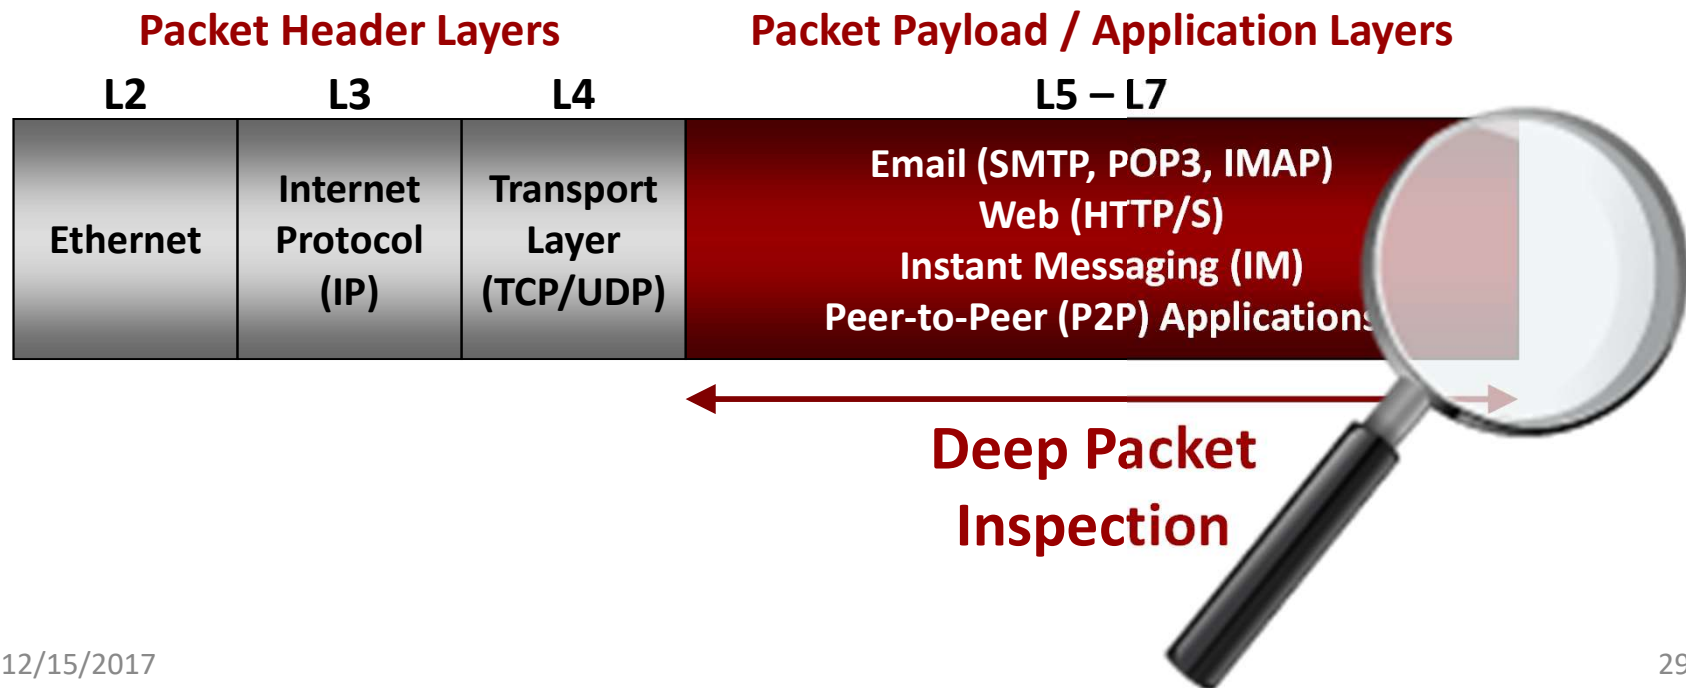 Packet Header Layers
Packet Payload / Application Layers
L2
L3
L4
L5 – L7
Ethernet
Internet
Protocol
(IP)
Transport
Layer
(TCP/UDP)
Email (SMTP, POP3, IMAP)
Web (HTTP/S)
Instant Messaging (IM)
Peer-to-Peer (P2P) Applications
Deep Packet
Inspection
12/15/2017
29